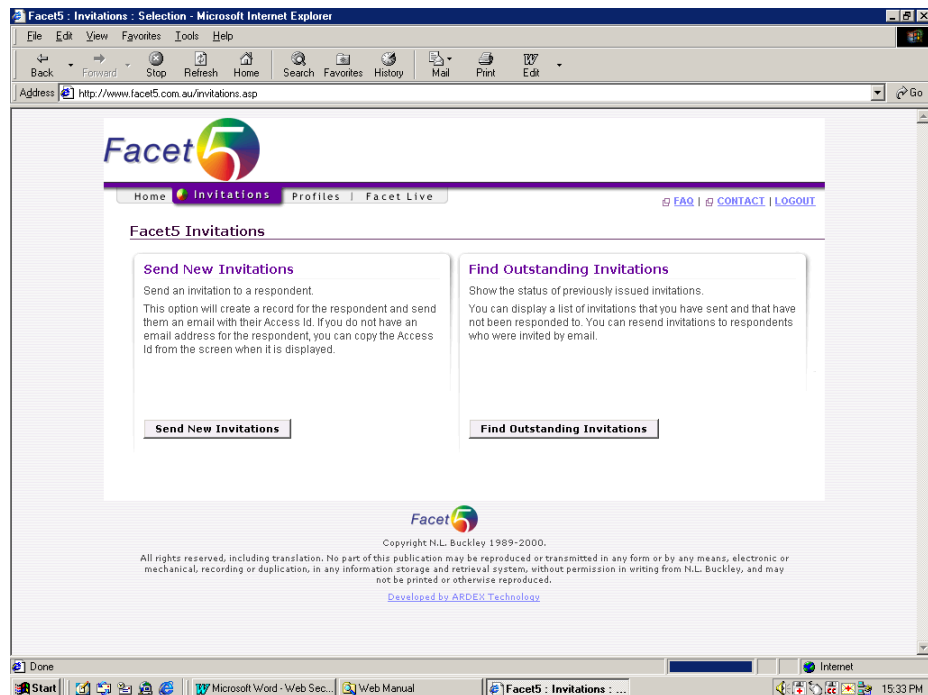 Facet5 : Invitations : Selection - Microsoft Internet Explorer
File Edit View Favorites Tools Help
Back Forward Stop Refresh Home Search Favorites History Mail Print Edit
Address http://www.facet5.com.au/invitations.asp Go
Facet5
Home Invitations Profiles | Facet Live
FAQ | CONTACT | LOGOUT
Facet5 Invitations
Send New Invitations
Send an invitation to a respondent.
This option will create a record for the respondent and send
them an email with their Access Id. If you do not have an
email address for the respondent, you can copy the Access
Id from the screen when it is displayed.
Send New Invitations
Find Outstanding Invitations
Show the status of previously issued invitations.
You can display a list of invitations that you have sent and that have
not been responded to. You can resend invitations to respondents
who were invited by email.
Find Outstanding Invitations
Facet5
Copyright N.L. Buckley 1989-2000.
All rights reserved, including translation. No part of this publication may be reproduced or transmitted in any form or by any means, electronic or
mechanical, recording or duplication, in any information storage and retrieval system, without permission in writing from N.L. Buckley, and may
not be printed or otherwise reproduced.
Developed by ARDEX Technology
Done Internet
Start Microsoft Word - Web Sec... Web Manual Facet5 : Invitations : ... 15:33 PM